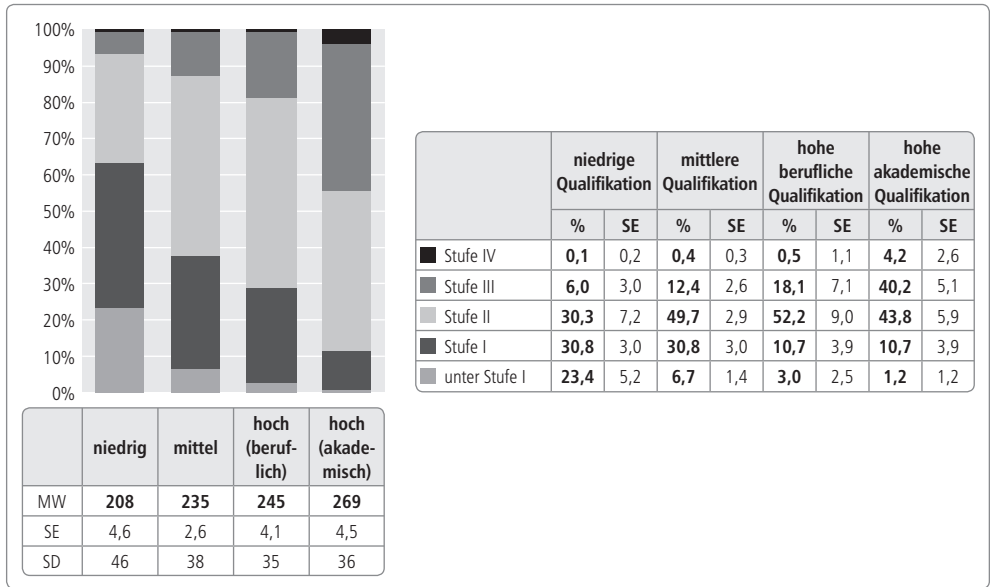 100%
90%
80%
70%
60%
50%
40%
30%
20%
10%
0%
niedrig mittel hoch (beruf-lich) hoch (akade-misch)
MW 208 235 245 269
SE 4,6 2,6 4,1 4,5
SD 46 38 35 36
niedrige Qualifikation mittlere Qualifikation hohe berufliche Qualifikation hohe akademische Qualifikation
% SE % SE % SE % SE
Stufe IV 0,1 0,2 0,4 0,3 0,5 1,1 4,2 2,6
Stufe III 6,0 3,0 12,4 2,6 18,1 7,1 40,2 5,1
Stufe II 30,3 7,2 49,7 2,9 52,2 9,0 43,8 5,9
Stufe I 30,8 3,0 30,8 3,0 10,7 3,9 10,7 3,9
unter Stufe I 23,4 5,2 6,7 1,4 3,0 2,5 1,2 1,2